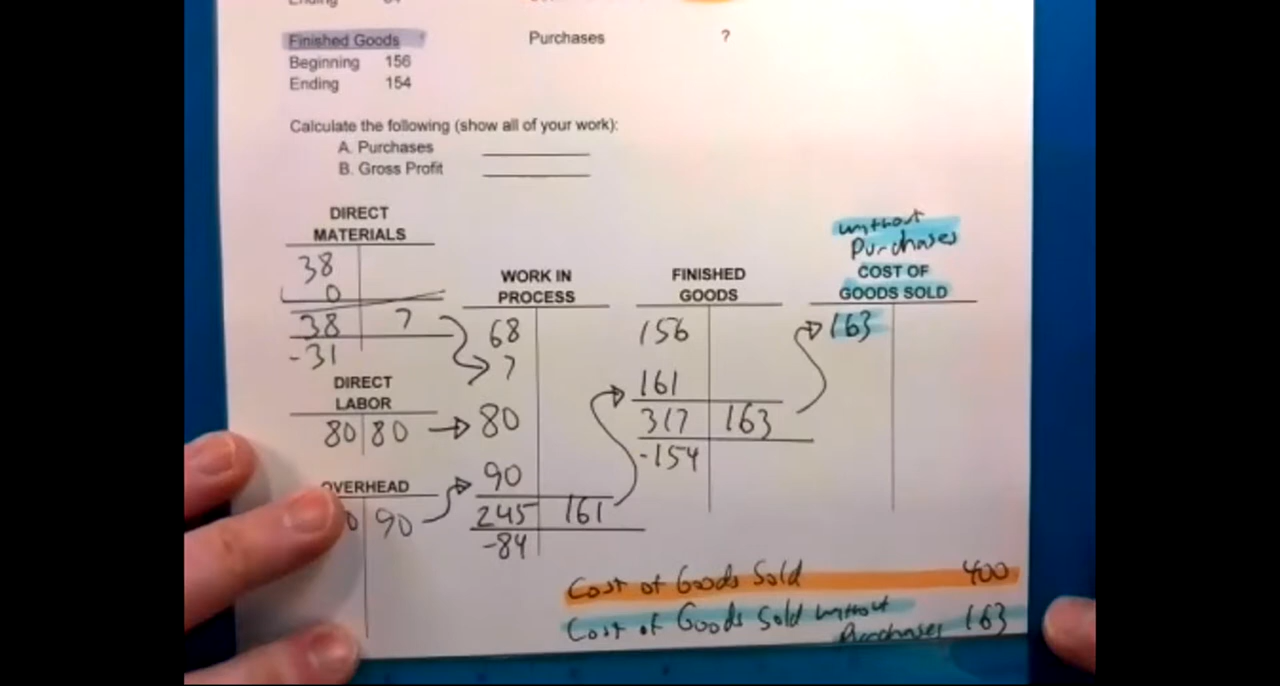 Finished Goods Purchases ?
Beginning 156
Ending 154
Calculate the following (show all of your work):
A. Purchases
B. Gross Profit
DIRECT
MATERIALS
38
0
38 7
-31
DIRECT
LABOR
80 80
OVERHEAD
90
WORK IN
PROCESS
68
7
80
90
245 161
-84
FINISHED
GOODS
156
161
317 163
-154
without
Purchases
COST OF
GOODS SOLD
163
Cost of Goods Sold 400
Cost of Goods Sold without
Purchases 163